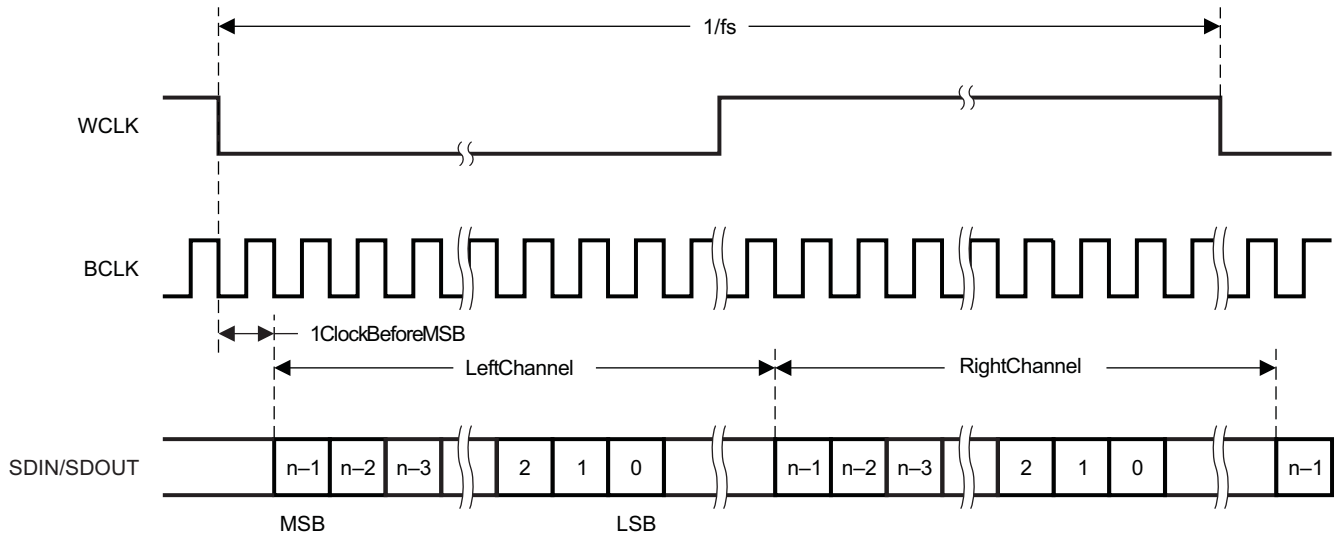 1/fs
WCLK
BCLK
1ClockBeforeMSB
LeftChannel RightChannel
SDIN/SDOUT n–1 n–2 n–3 2 1 0 n–1 n–2 n–3 2 1 0 n–1
MSB LSB